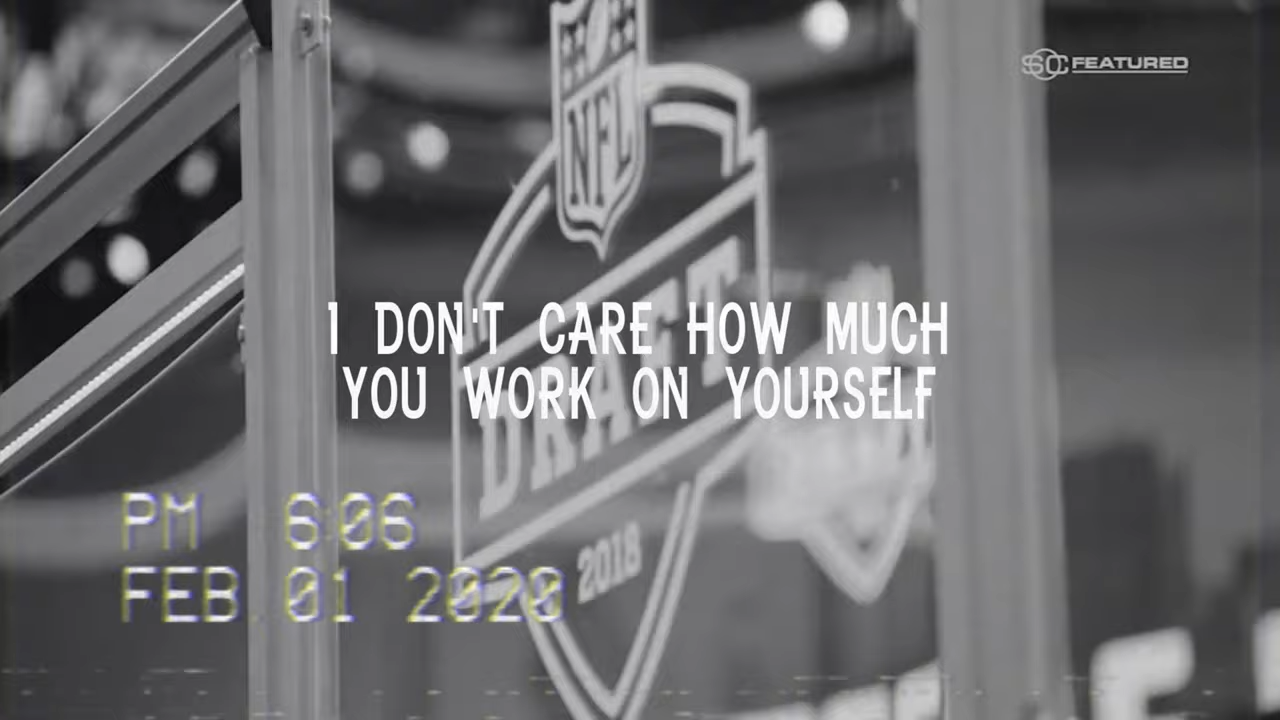 SC FEATURED
NFL
DRAFT
2018
I DON'T CARE HOW MUCH
YOU WORK ON YOURSELF
PM 6:06
FEB 01 2020